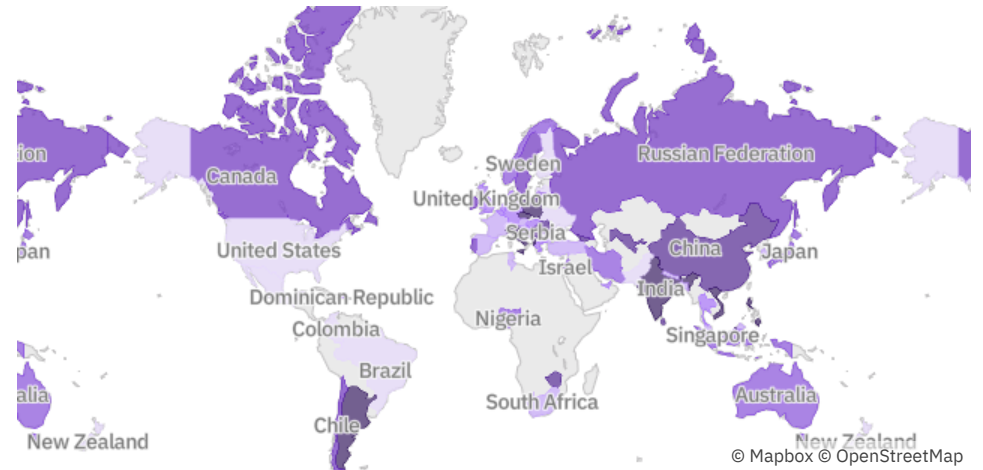 Sweden
ion
Russian Federation
Canada
United Kingdom
Serbia
pan
United States
China
Japan
Israel
India
Dominican Republic
Nigeria
Colombia
Singapore
Brazil
alia
South Africa
Australia
Chile
New Zealand
New Zealand
© Mapbox © OpenStreetMap